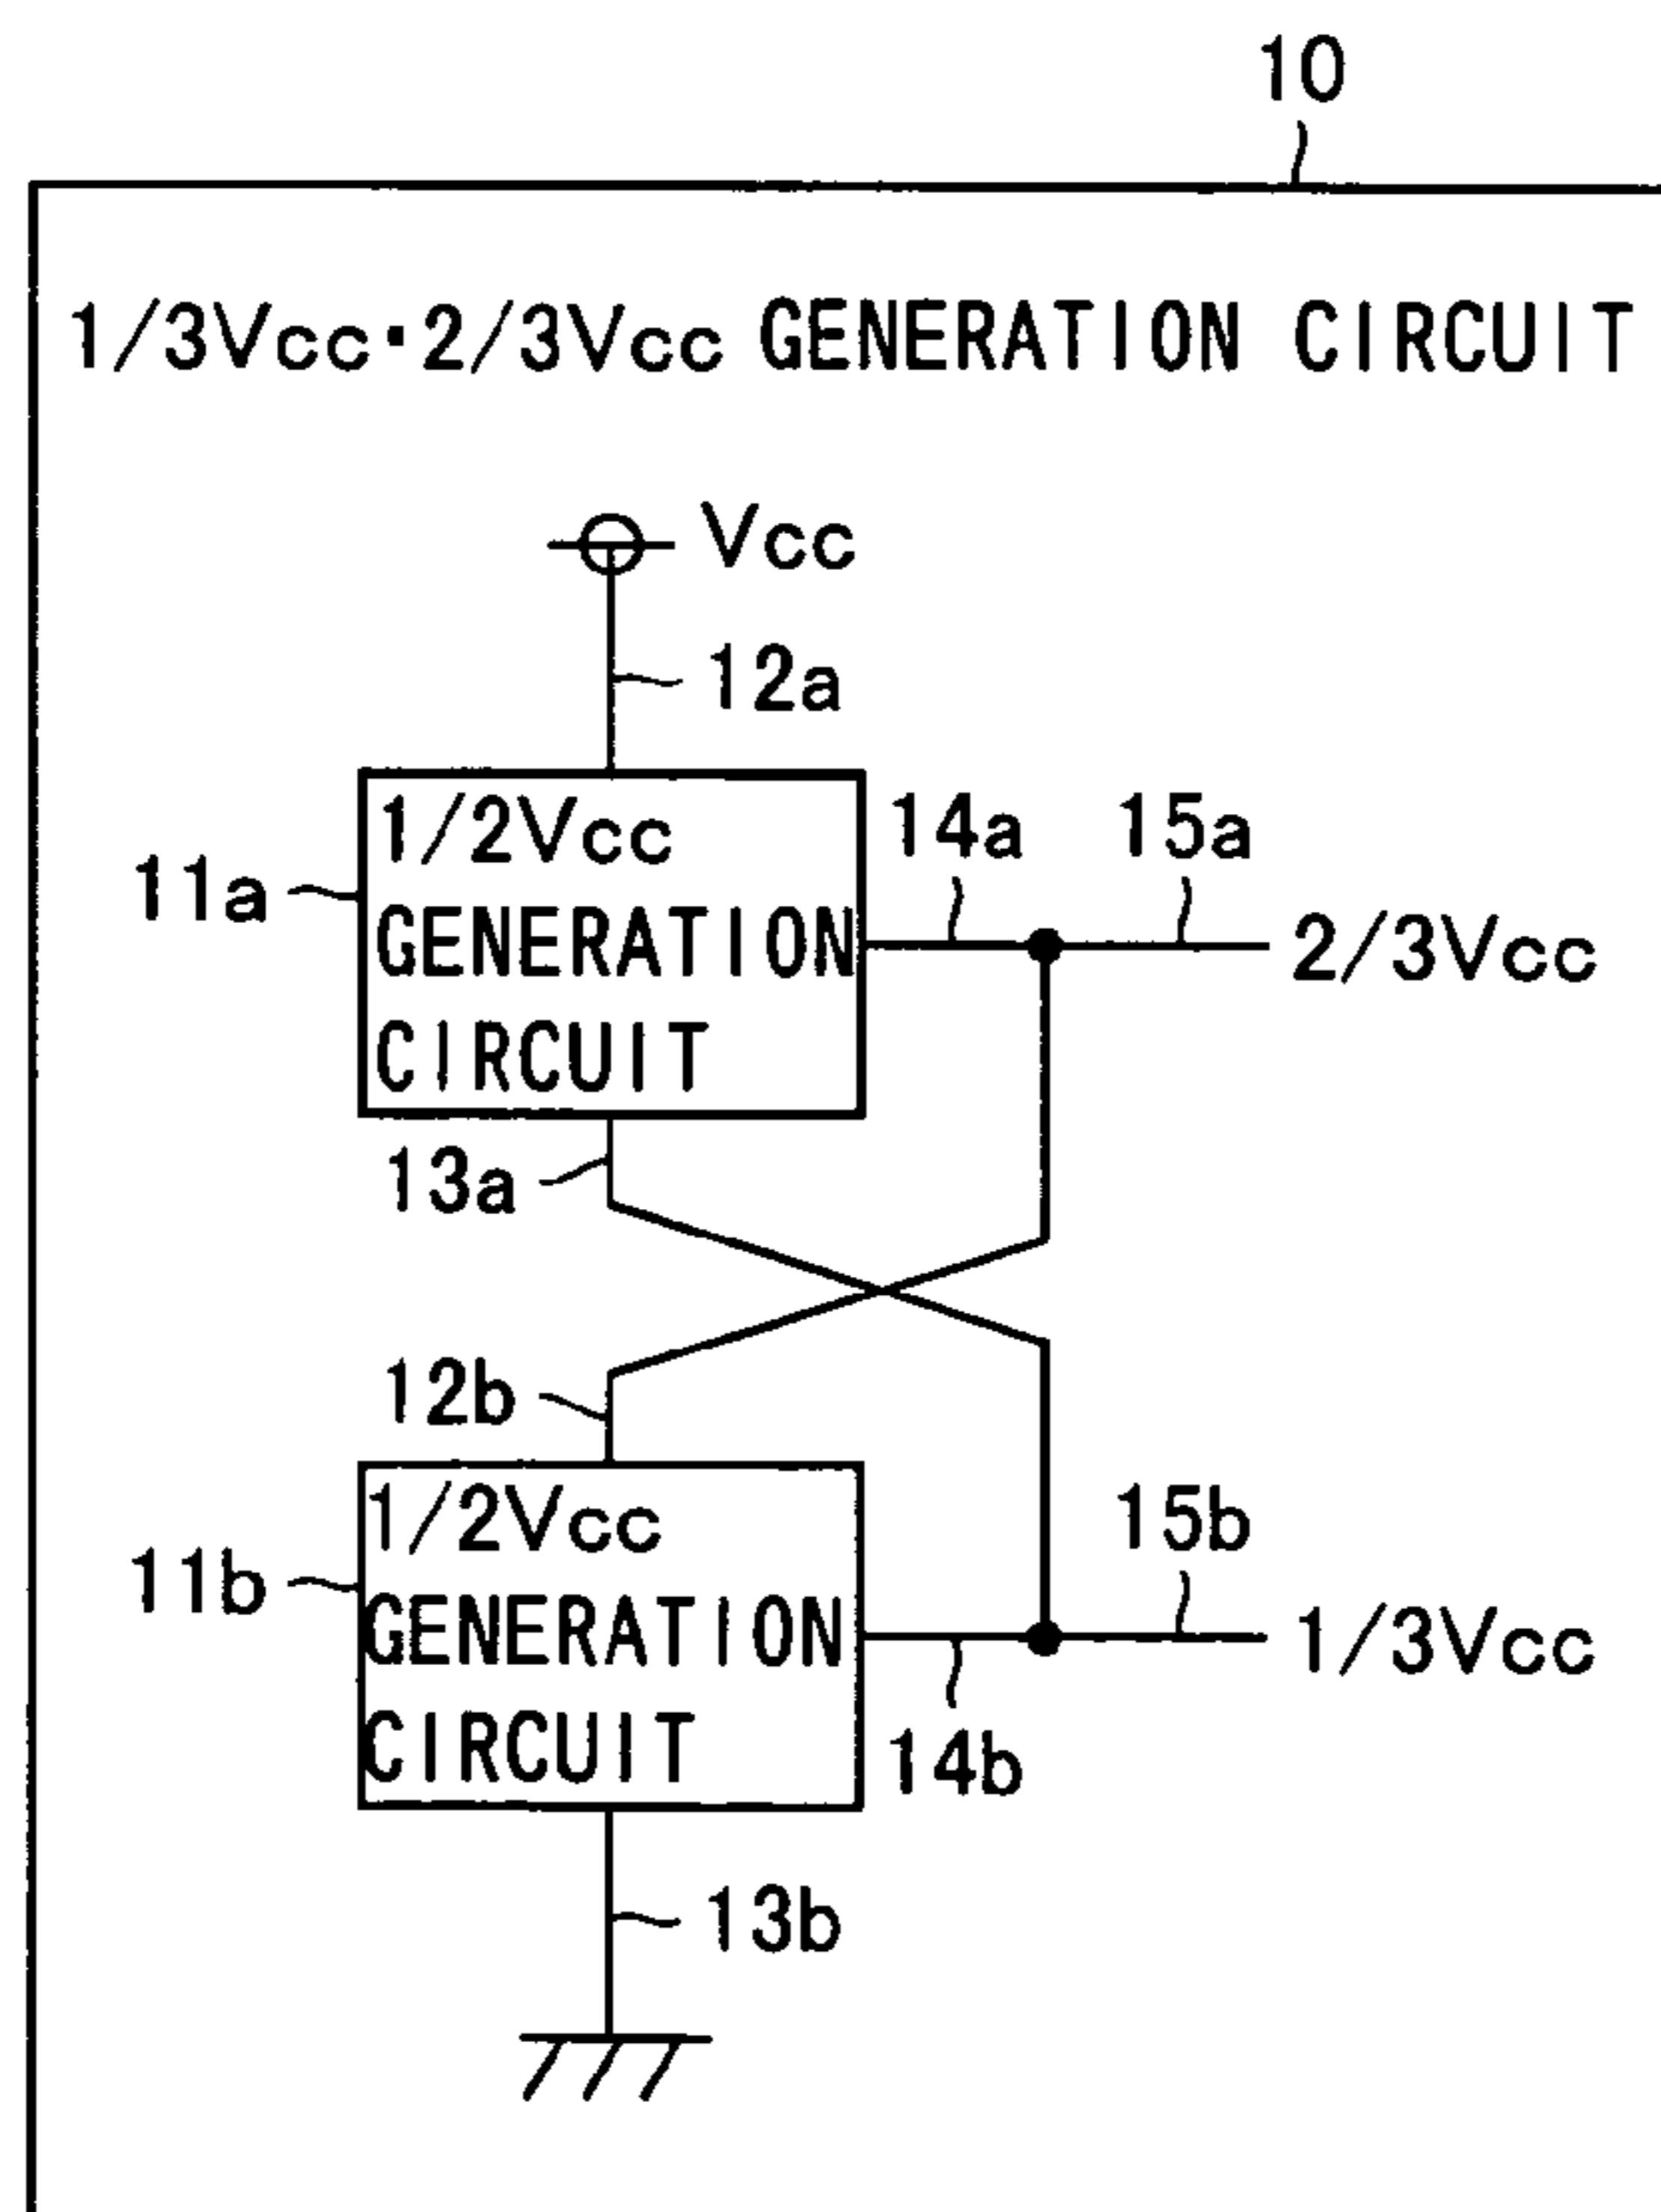 10
1/3Vcc·2/3Vcc GENERATION CIRCUIT
Vcc
12a
1/2Vcc
GENERATION
CIRCUIT
11a
14a
15a
2/3Vcc
13a
12b
1/2Vcc
GENERATION
CIRCUIT
11b
15b
1/3Vcc
14b
13b